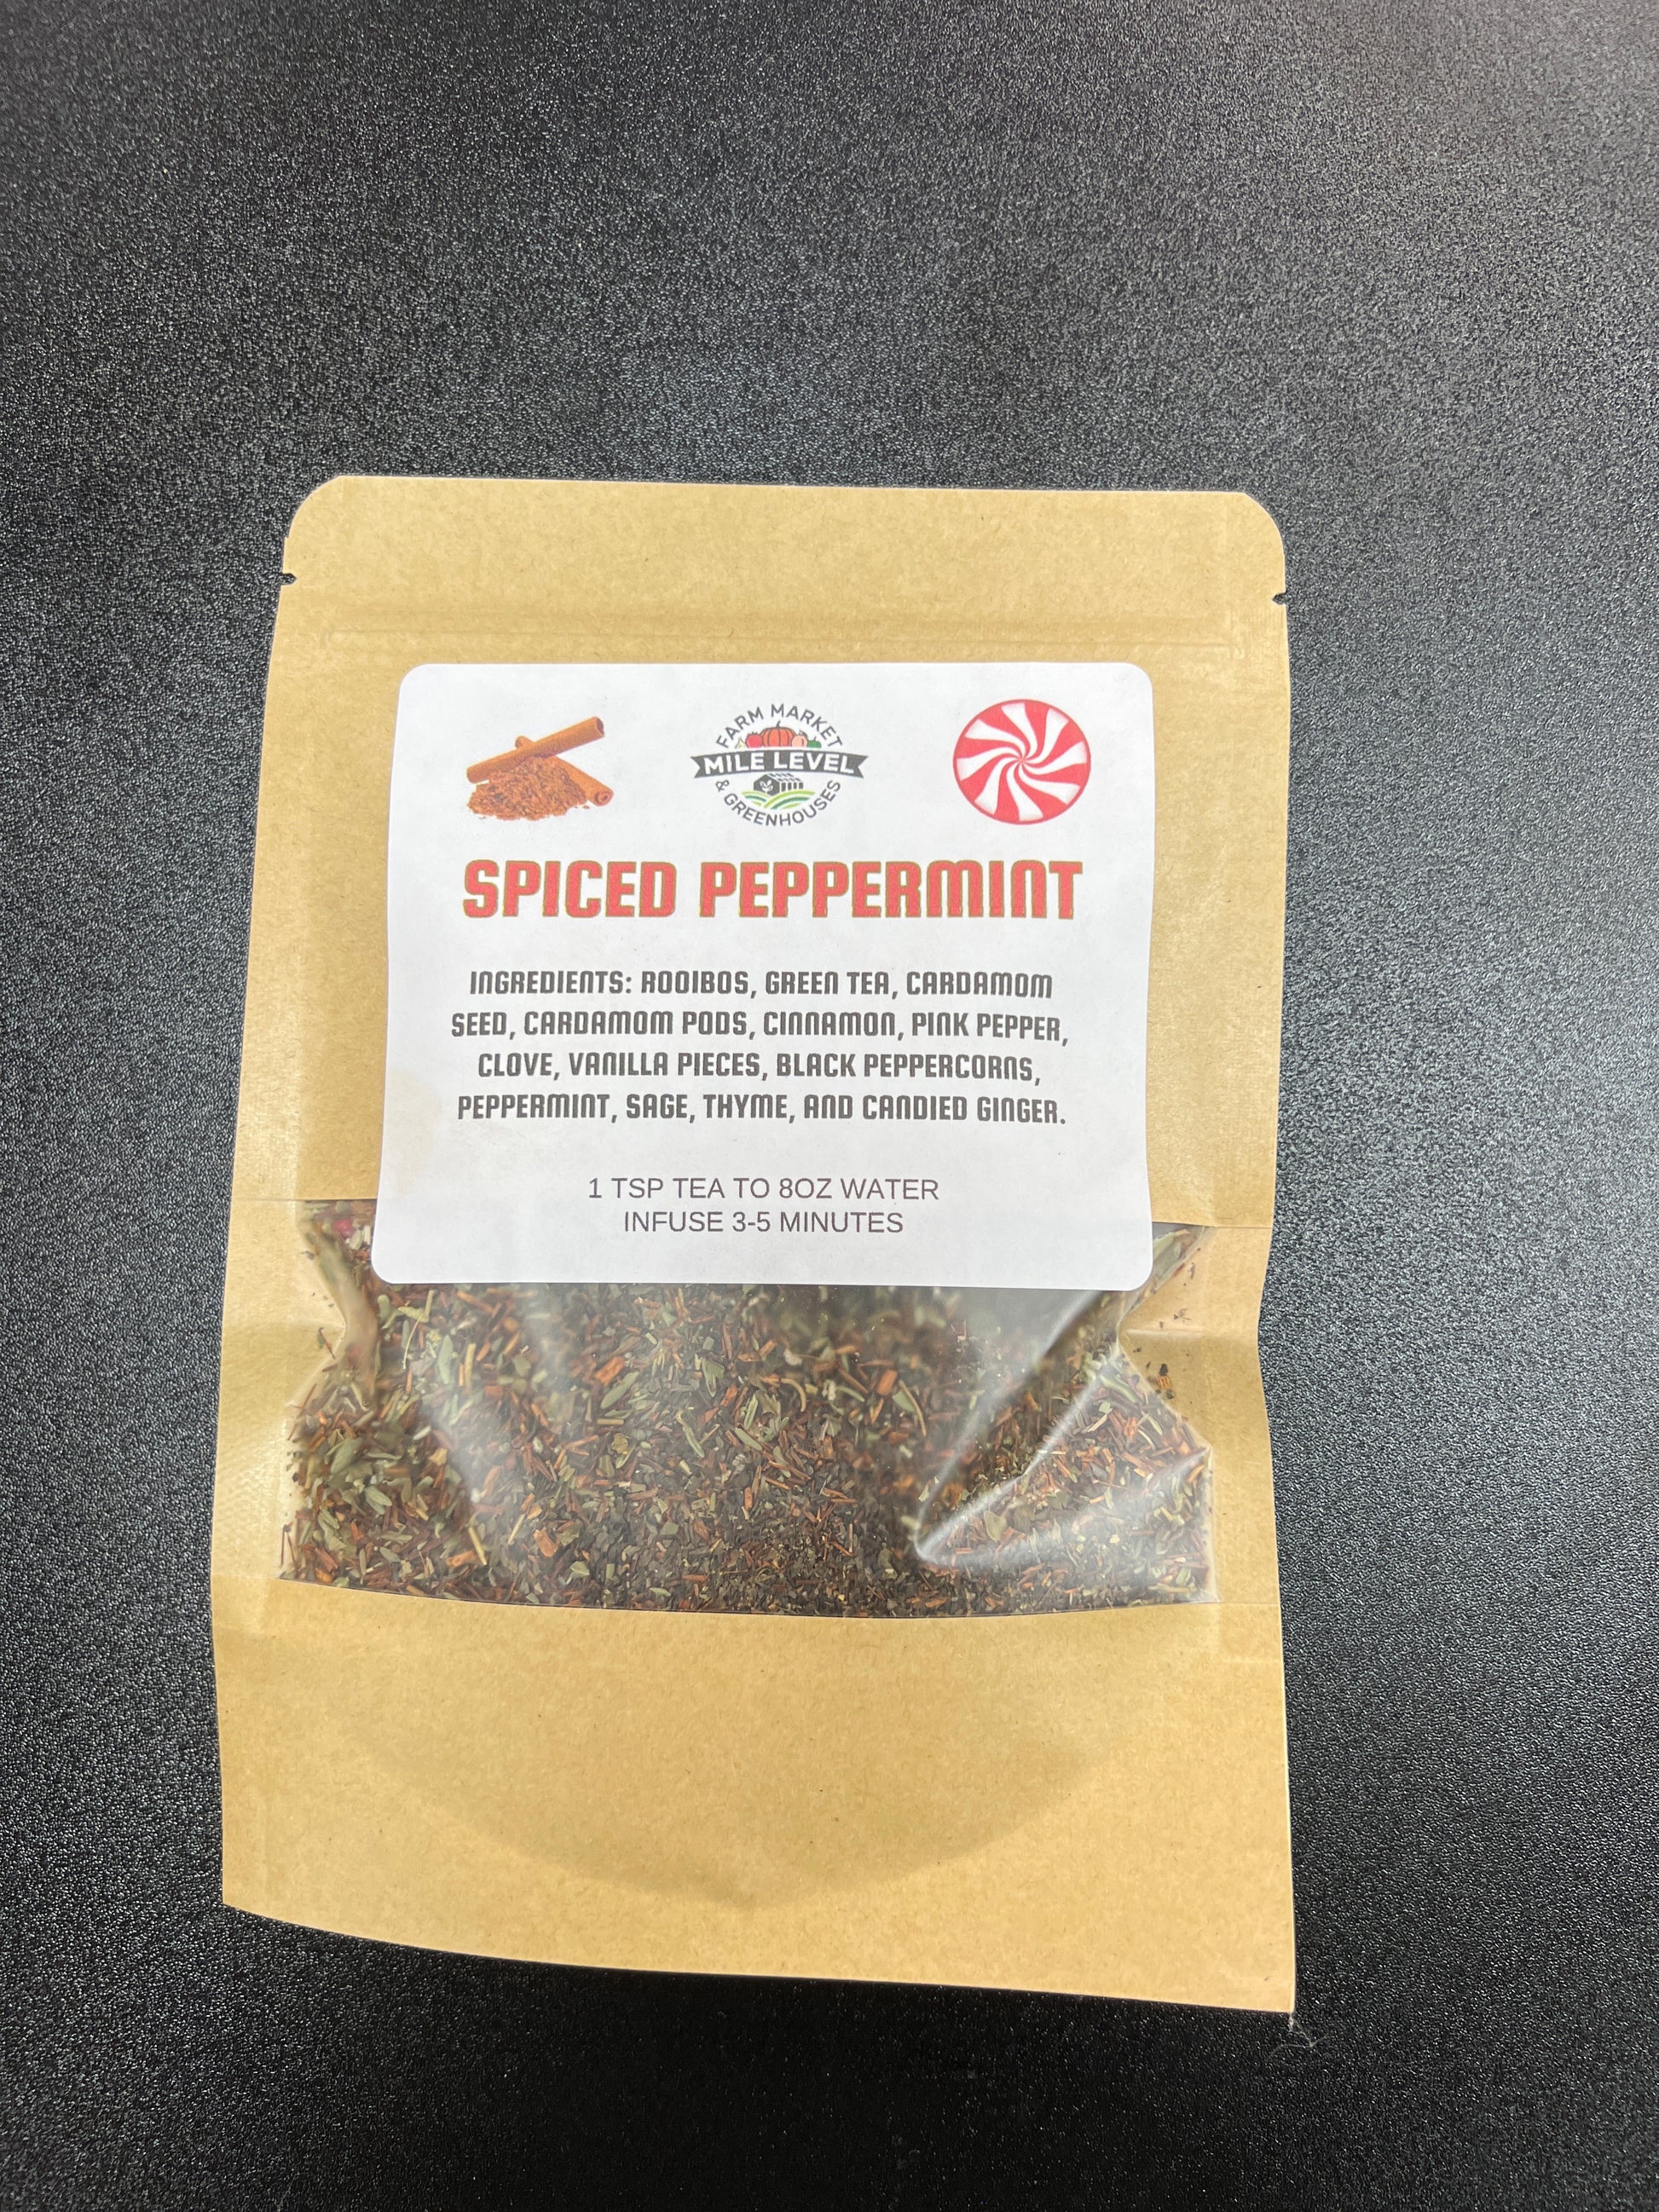 FARM MARKET
MILE LEVEL
& GREENHOUSES
SPICED PEPPERMINT
INGREDIENTS: ROOIBOS, GREEN TEA, CARDAMOM
SEED, CARDAMOM PODS, CINNAMON, PINK PEPPER,
CLOVE, VANILLA PIECES, BLACK PEPPERCORNS,
PEPPERMINT, SAGE, THYME, AND CANDIED GINGER.
1 TSP TEA TO 8OZ WATER
INFUSE 3-5 MINUTES